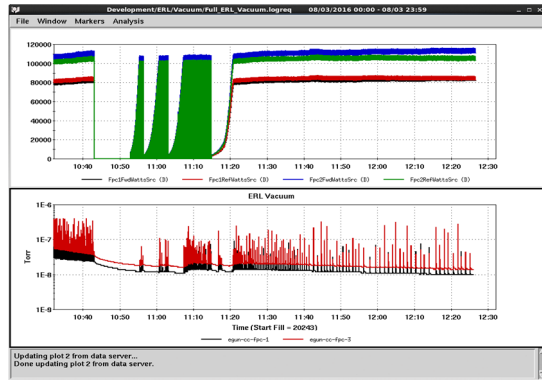 Development/ERL/Vacuum/Full_ERL_Vacuum.logreq 08/03/2016 00:00 - 08/03 23:59
File Window Markers Analysis
120000
100000
80000
60000
40000
20000
0
10:40 10:50 11:00 11:10 11:20 11:30 11:40 11:50 12:00 12:10 12:20 12:30
Fpc1FwdWattsSrc (D) Fpc1RefWattsSrc (D) Fpc2FwdWattsSrc (D) Fpc2RefWattsSrc (D)
ERL Vacuum
1E-6
1E-7
Torr
1E-8
1E-9
10:40 10:50 11:00 11:10 11:20 11:30 11:40 11:50 12:00 12:10 12:20 12:30
Time (Start Fill = 20243)
egun-cc-fpc-1 egun-cc-fpc-3
Updating plot 2 from data server...
Done updating plot 2 from data server.